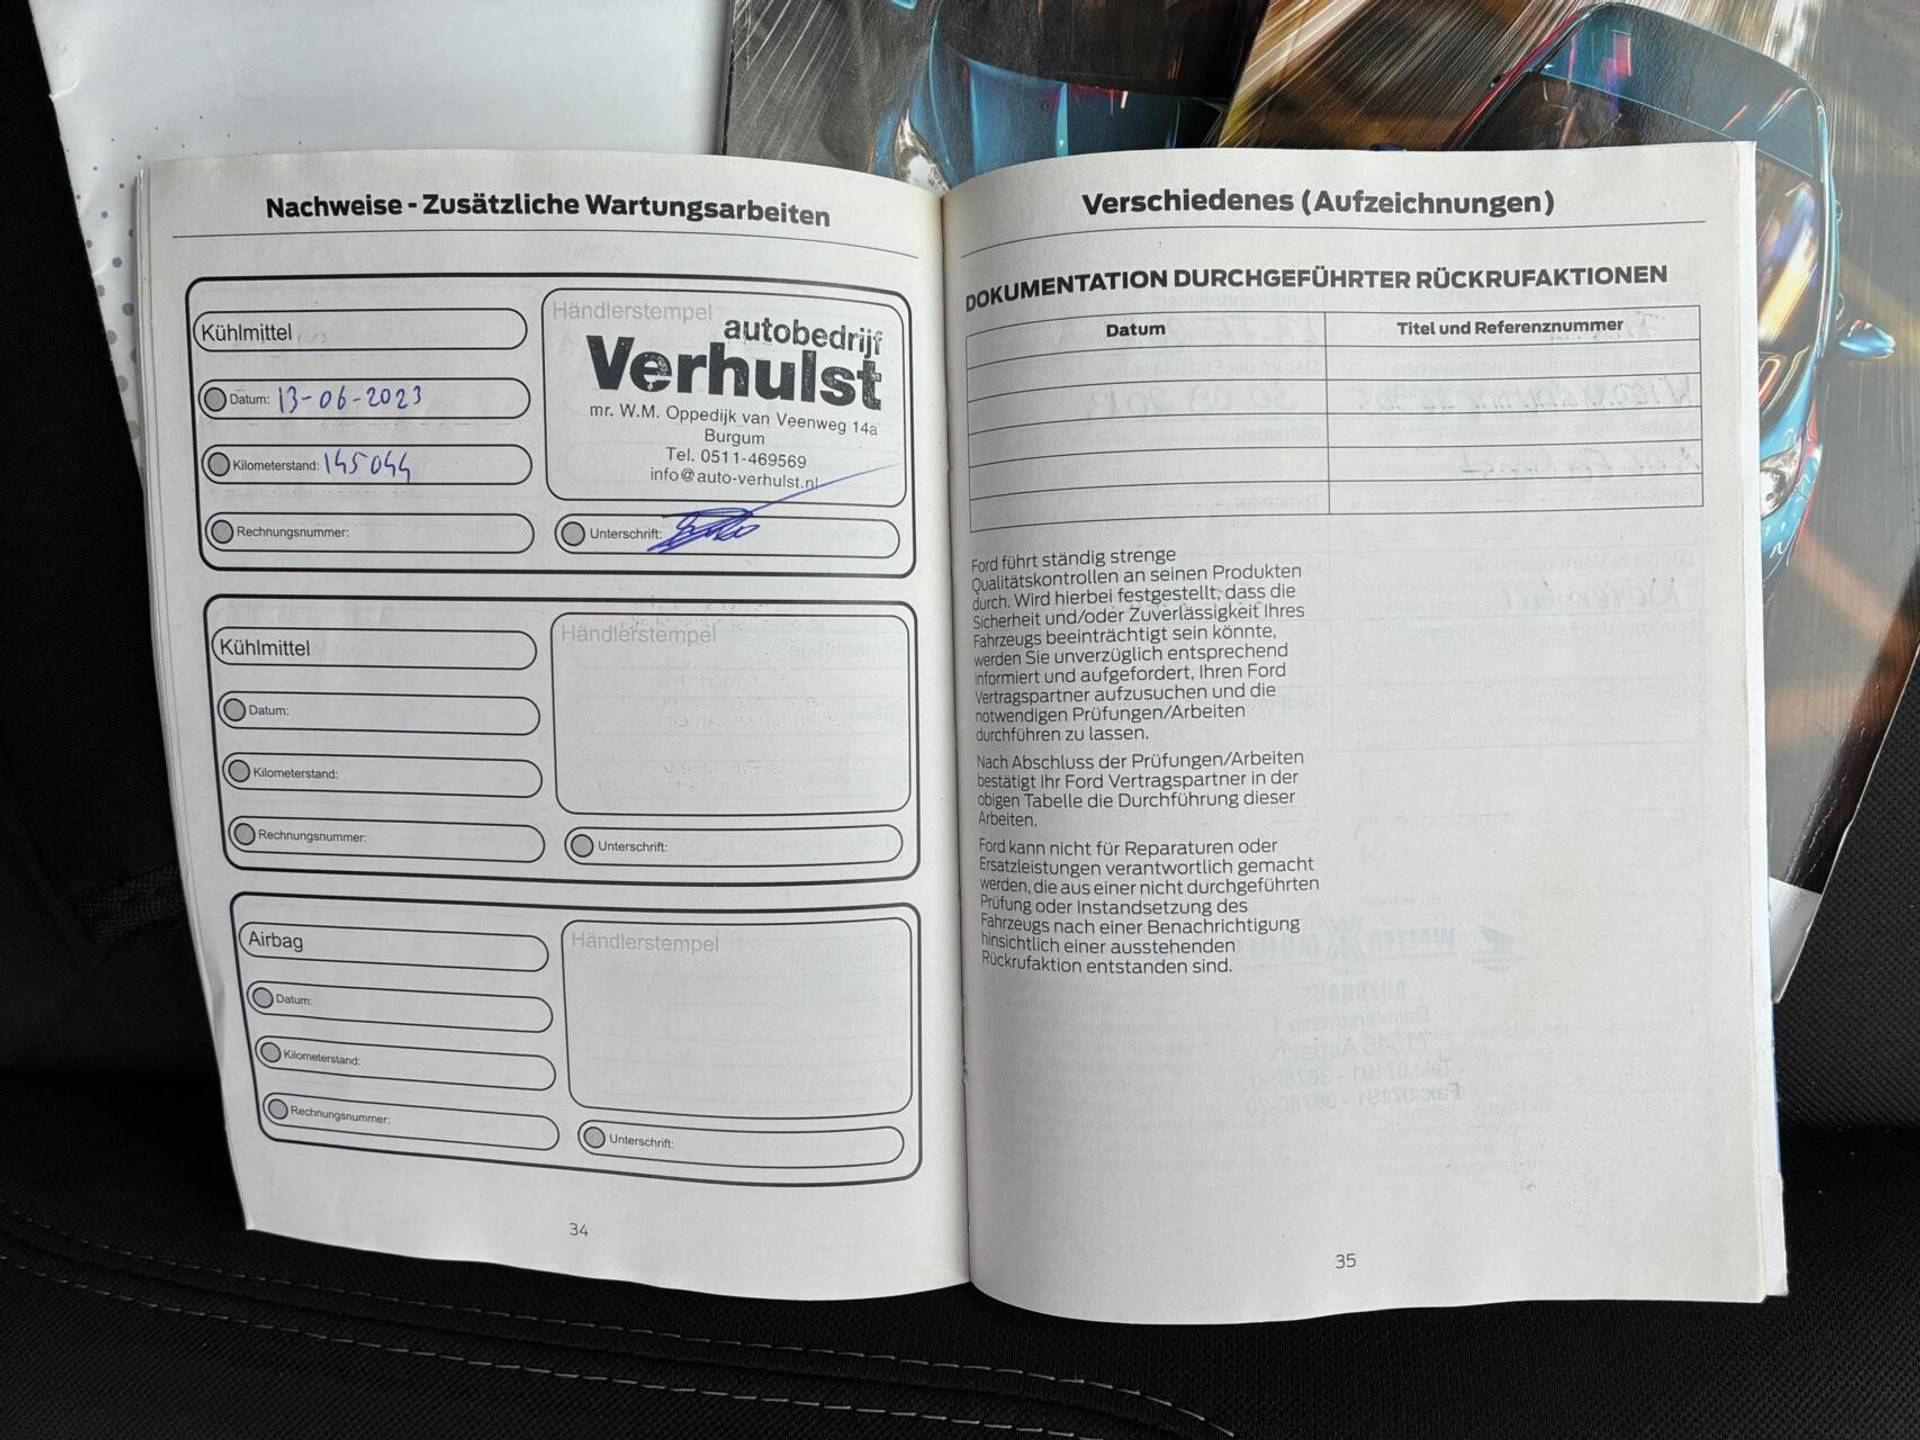 Nachweise - Zusätzliche Wartungsarbeiten
Kühlmittel
Datum: 13-06-2023
Kilometerstand: 145044
Rechnungsnummer:
Händlerstempel
autobedrijf
Verhulst
mr. W.M. Oppedijk van Veenweg 14a
Burgum
Tel. 0511-469569
info@auto-verhulst.nl
Unterschrift:
Kühlmittel
Datum:
Kilometerstand:
Rechnungsnummer:
Händlerstempel
Unterschrift:
Airbag
Datum:
Kilometerstand:
Rechnungsnummer:
Händlerstempel
Unterschrift:
34
Verschiedenes (Aufzeichnungen)
DOKUMENTATION DURCHGEFÜHRTER RÜCKRUFAKTIONEN
Datum
Titel und Referenznummer
Ford führt ständig strenge
Qualitätskontrollen an seinen Produkten
durch. Wird hierbei festgestellt, dass die
Sicherheit und/oder Zuverlässigkeit Ihres
Fahrzeugs beeinträchtigt sein könnte,
werden Sie unverzüglich entsprechend
informiert und aufgefordert, Ihren Ford
Vertragspartner aufzusuchen und die
notwendigen Prüfungen/Arbeiten
durchführen zu lassen.
Nach Abschluss der Prüfungen/Arbeiten
bestätigt Ihr Ford Vertragspartner in der
obigen Tabelle die Durchführung dieser
Arbeiten.
Ford kann nicht für Reparaturen oder
Ersatzleistungen verantwortlich gemacht
werden, die aus einer nicht durchgeführten
Prüfung oder Instandsetzung des
Fahrzeugs nach einer Benachrichtigung
hinsichtlich einer ausstehenden
Rückrufaktion entstanden sind.
35